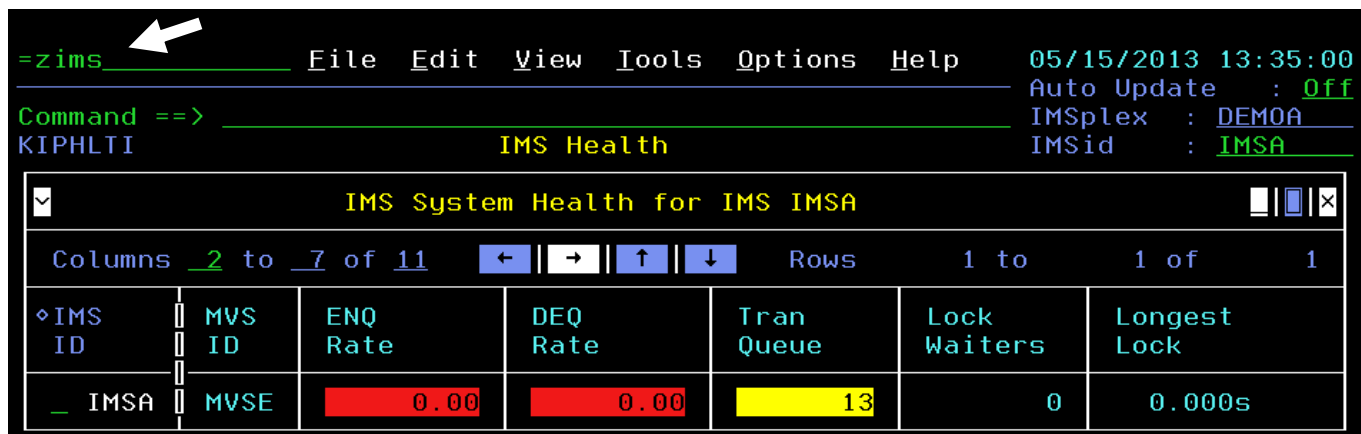 =zims File Edit View Tools Options Help 05/15/2013 13:35:00
Auto Update : Off
Command ==> IMSplex : DEMOA
KIPHLTI IMS Health IMSid : IMSA
IMS System Health for IMS IMSA
Columns 2 to 7 of 11 ← → ↑ ↓ Rows 1 to 1 of 1
◇IMS MVS ENQ DEQ Tran Lock Longest
ID ID Rate Rate Queue Waiters Lock
_ IMSA MVSE 0.00 0.00 13 0 0.000s